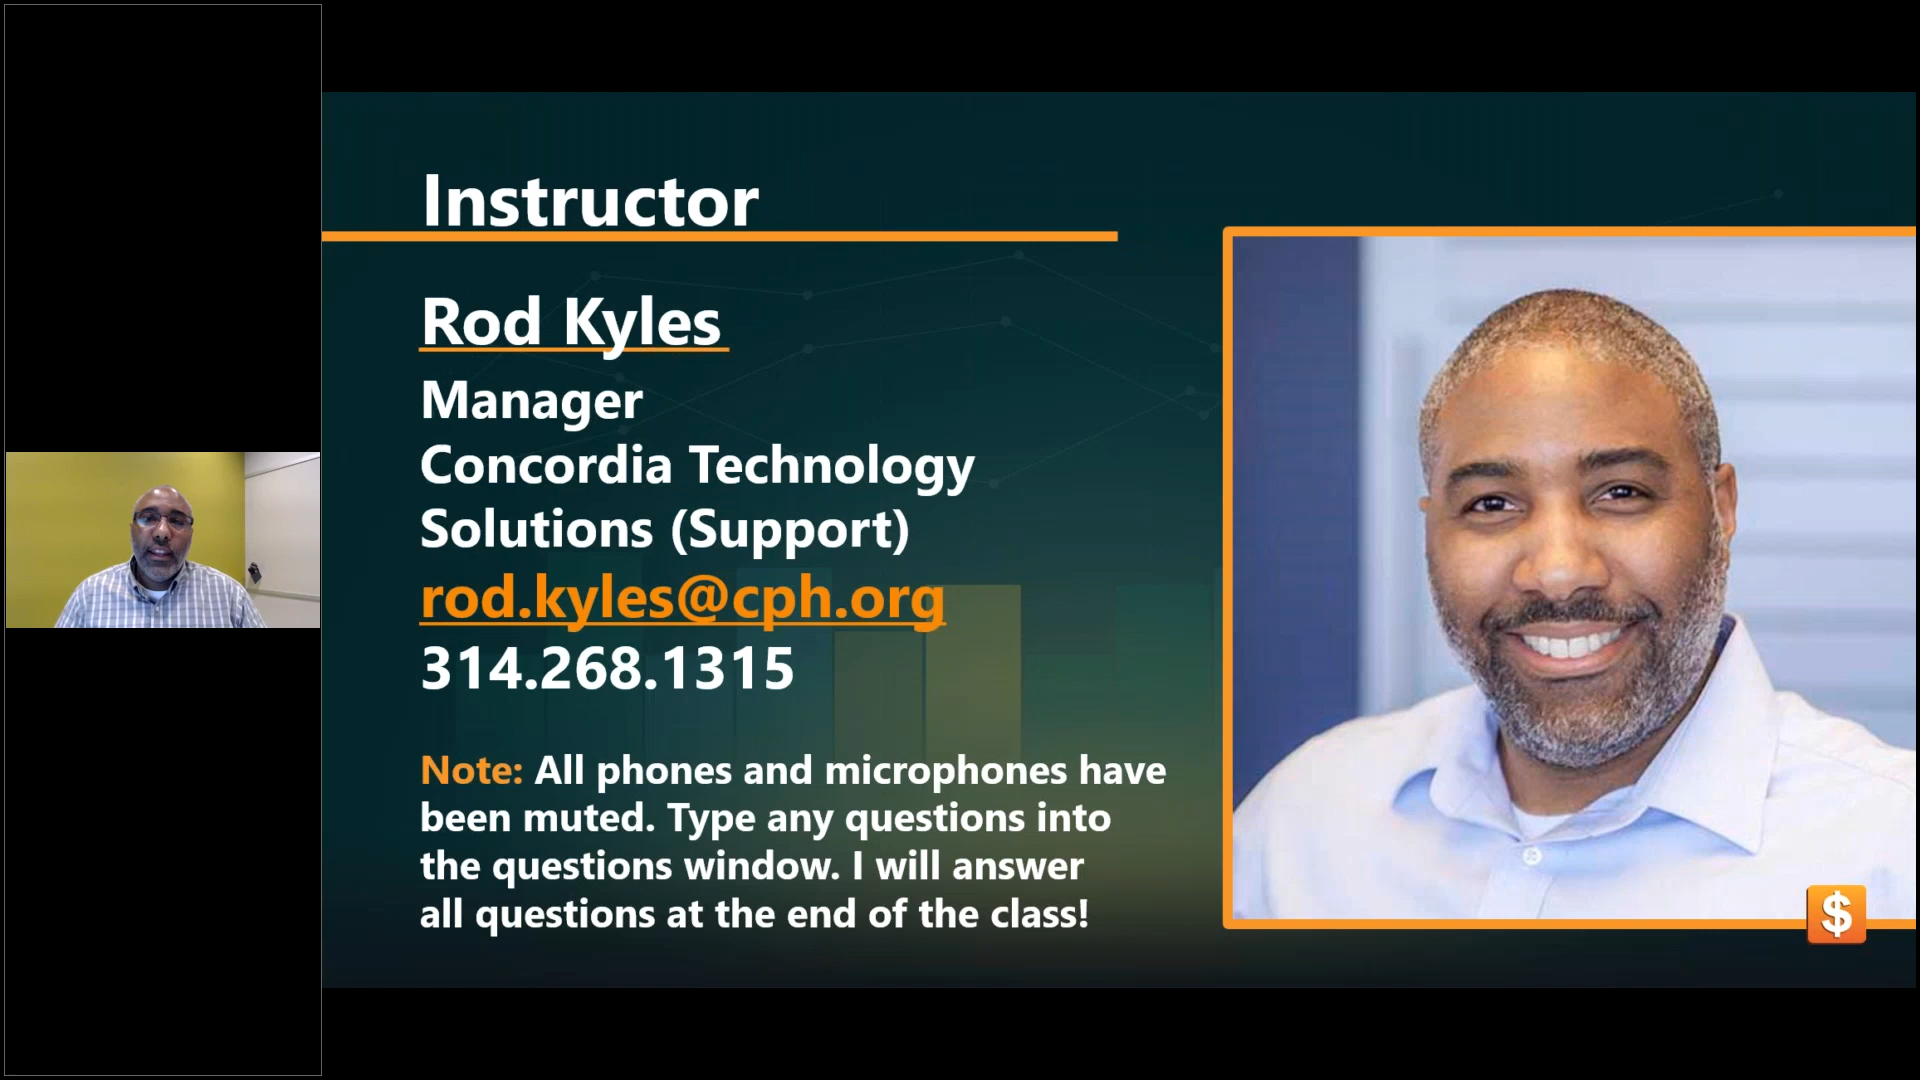 Instructor
Rod Kyles
Manager
Concordia Technology
Solutions (Support)
rod.kyles@cph.org
314.268.1315
Note: All phones and microphones have
been muted. Type any questions into
the questions window. I will answer
all questions at the end of the class!
$